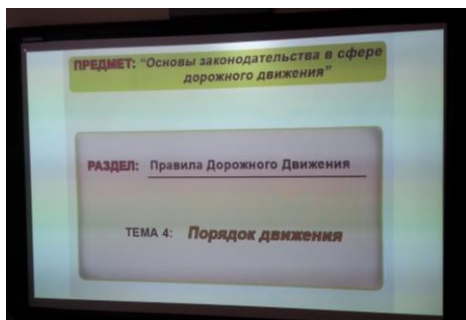 ПРЕДМЕТ: "Основы законодательства в сфере
дорожного движения"
РАЗДЕЛ: Правила Дорожного Движения
ТЕМА 4: Порядок движения